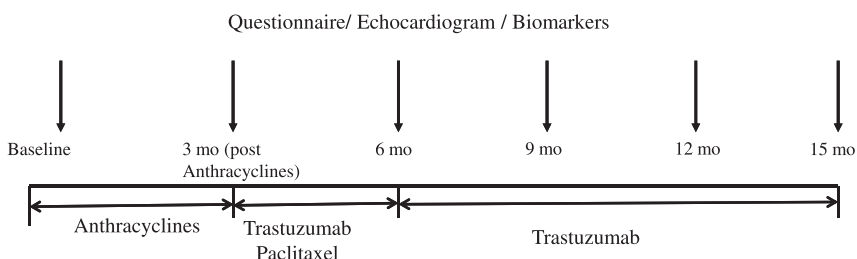 Questionnaire/ Echocardiogram / Biomarkers
Baseline
3 mo (post
Anthracyclines)
6 mo
9 mo
12 mo
15 mo
Anthracyclines
Trastuzumab
Paclitaxel
Trastuzumab